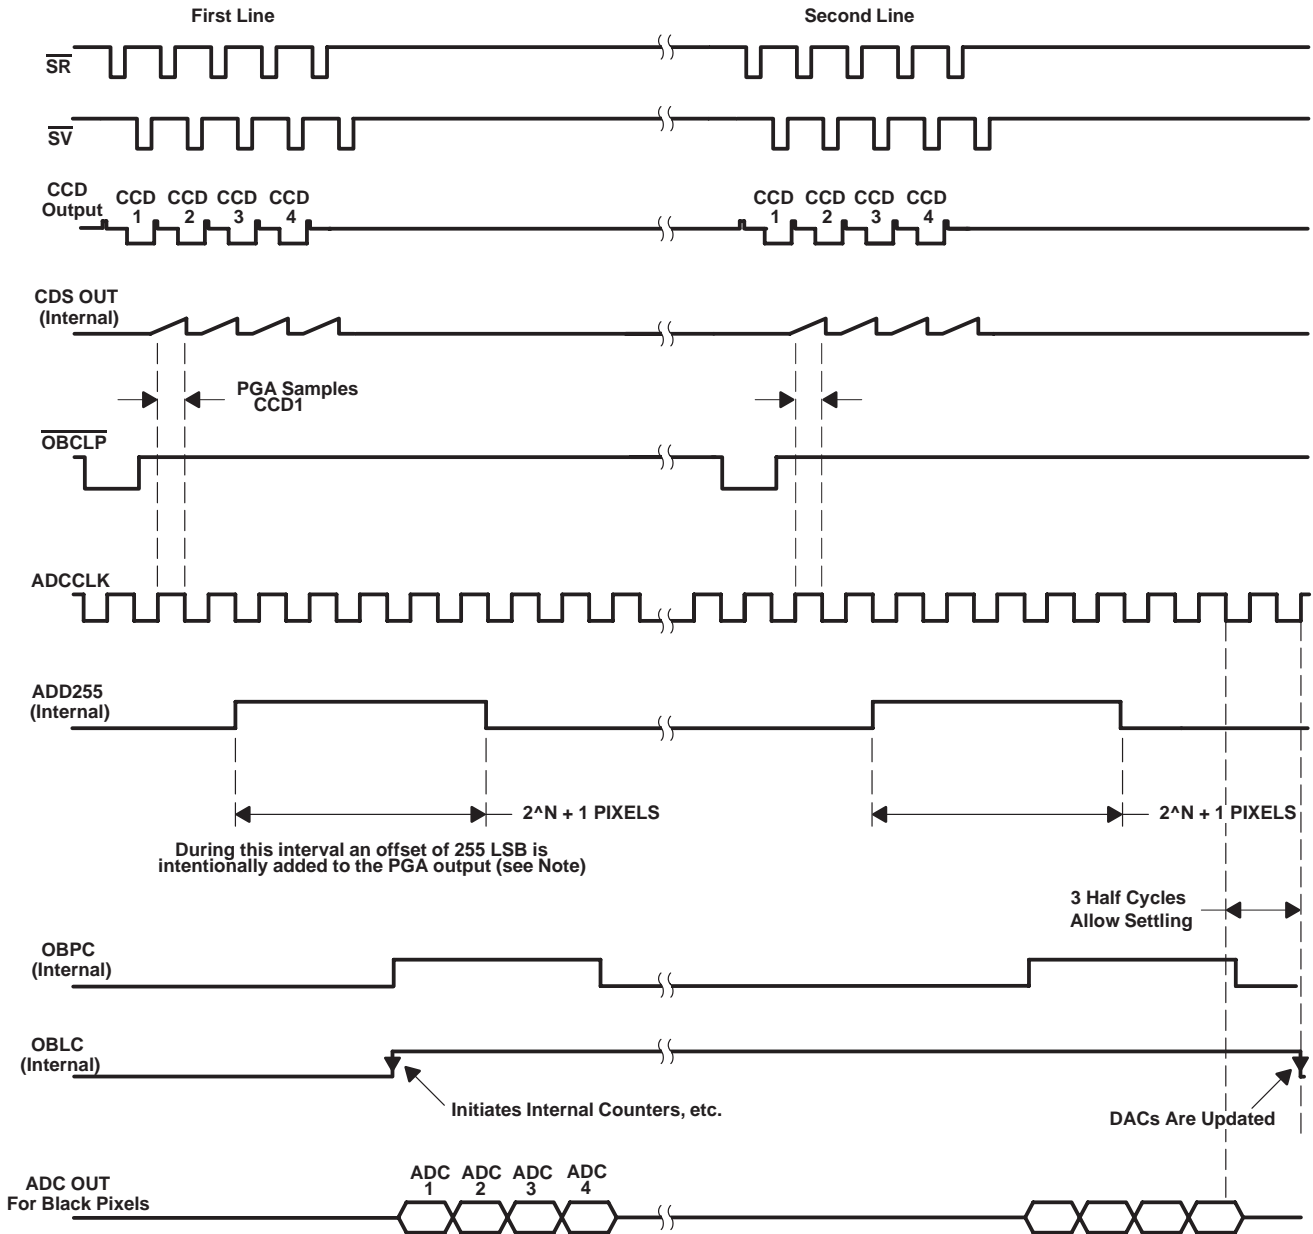 First Line
Second Line
SR
SV
CCD
Output
CCD
1
CCD
2
CCD
3
CCD
4
CCD
1
CCD
2
CCD
3
CCD
4
CDS OUT
(Internal)
PGA Samples
CCD1
OBCLP
ADCCLK
ADD255
(Internal)
2^N + 1 PIXELS
2^N + 1 PIXELS
During this interval an offset of 255 LSB is
intentionally added to the PGA output (see Note)
3 Half Cycles
Allow Settling
OBPC
(Internal)
OBLC
(Internal)
Initiates Internal Counters, etc.
DACs Are Updated
ADC OUT
For Black Pixels
ADC
1
ADC
2
ADC
3
ADC
4